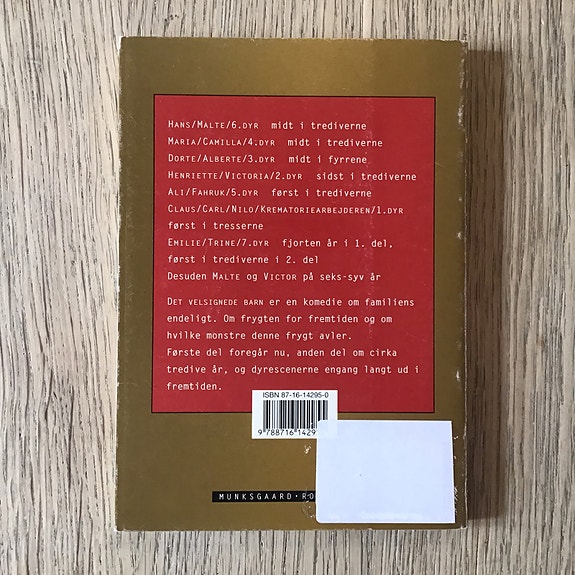 HANS/MALTE/6.DYR midt i trediverne
MARIA/CAMILLA/4.DYR midt i trediverne
DORTE/ALBERTE/3.DYR midt i fyrrene
HENRIETTE/VICTORIA/2.DYR sidst i trediverne
ALI/FAHRUK/5.DYR først i trediverne
CLAUS/CARL/NILO/KREMATORIEARBEJDEREN/1.DYR
først i tresserne
EMILIE/TRINE/7.DYR fjorten år i 1. del,
først i trediverne i 2. del
Desuden MALTE og VICTOR på seks-syv år
DET VELSIGNEDE BARN er en komedie om familiens
endeligt. Om frygten for fremtiden og om
hvilke monstre denne frygt avler.
Første del foregår nu, anden del om cirka
tredive år, og dyrescenerne engang langt ud i
fremtiden.
ISBN 87-16-14295-0
9 788716 1429
MUNKSGAARD·RO